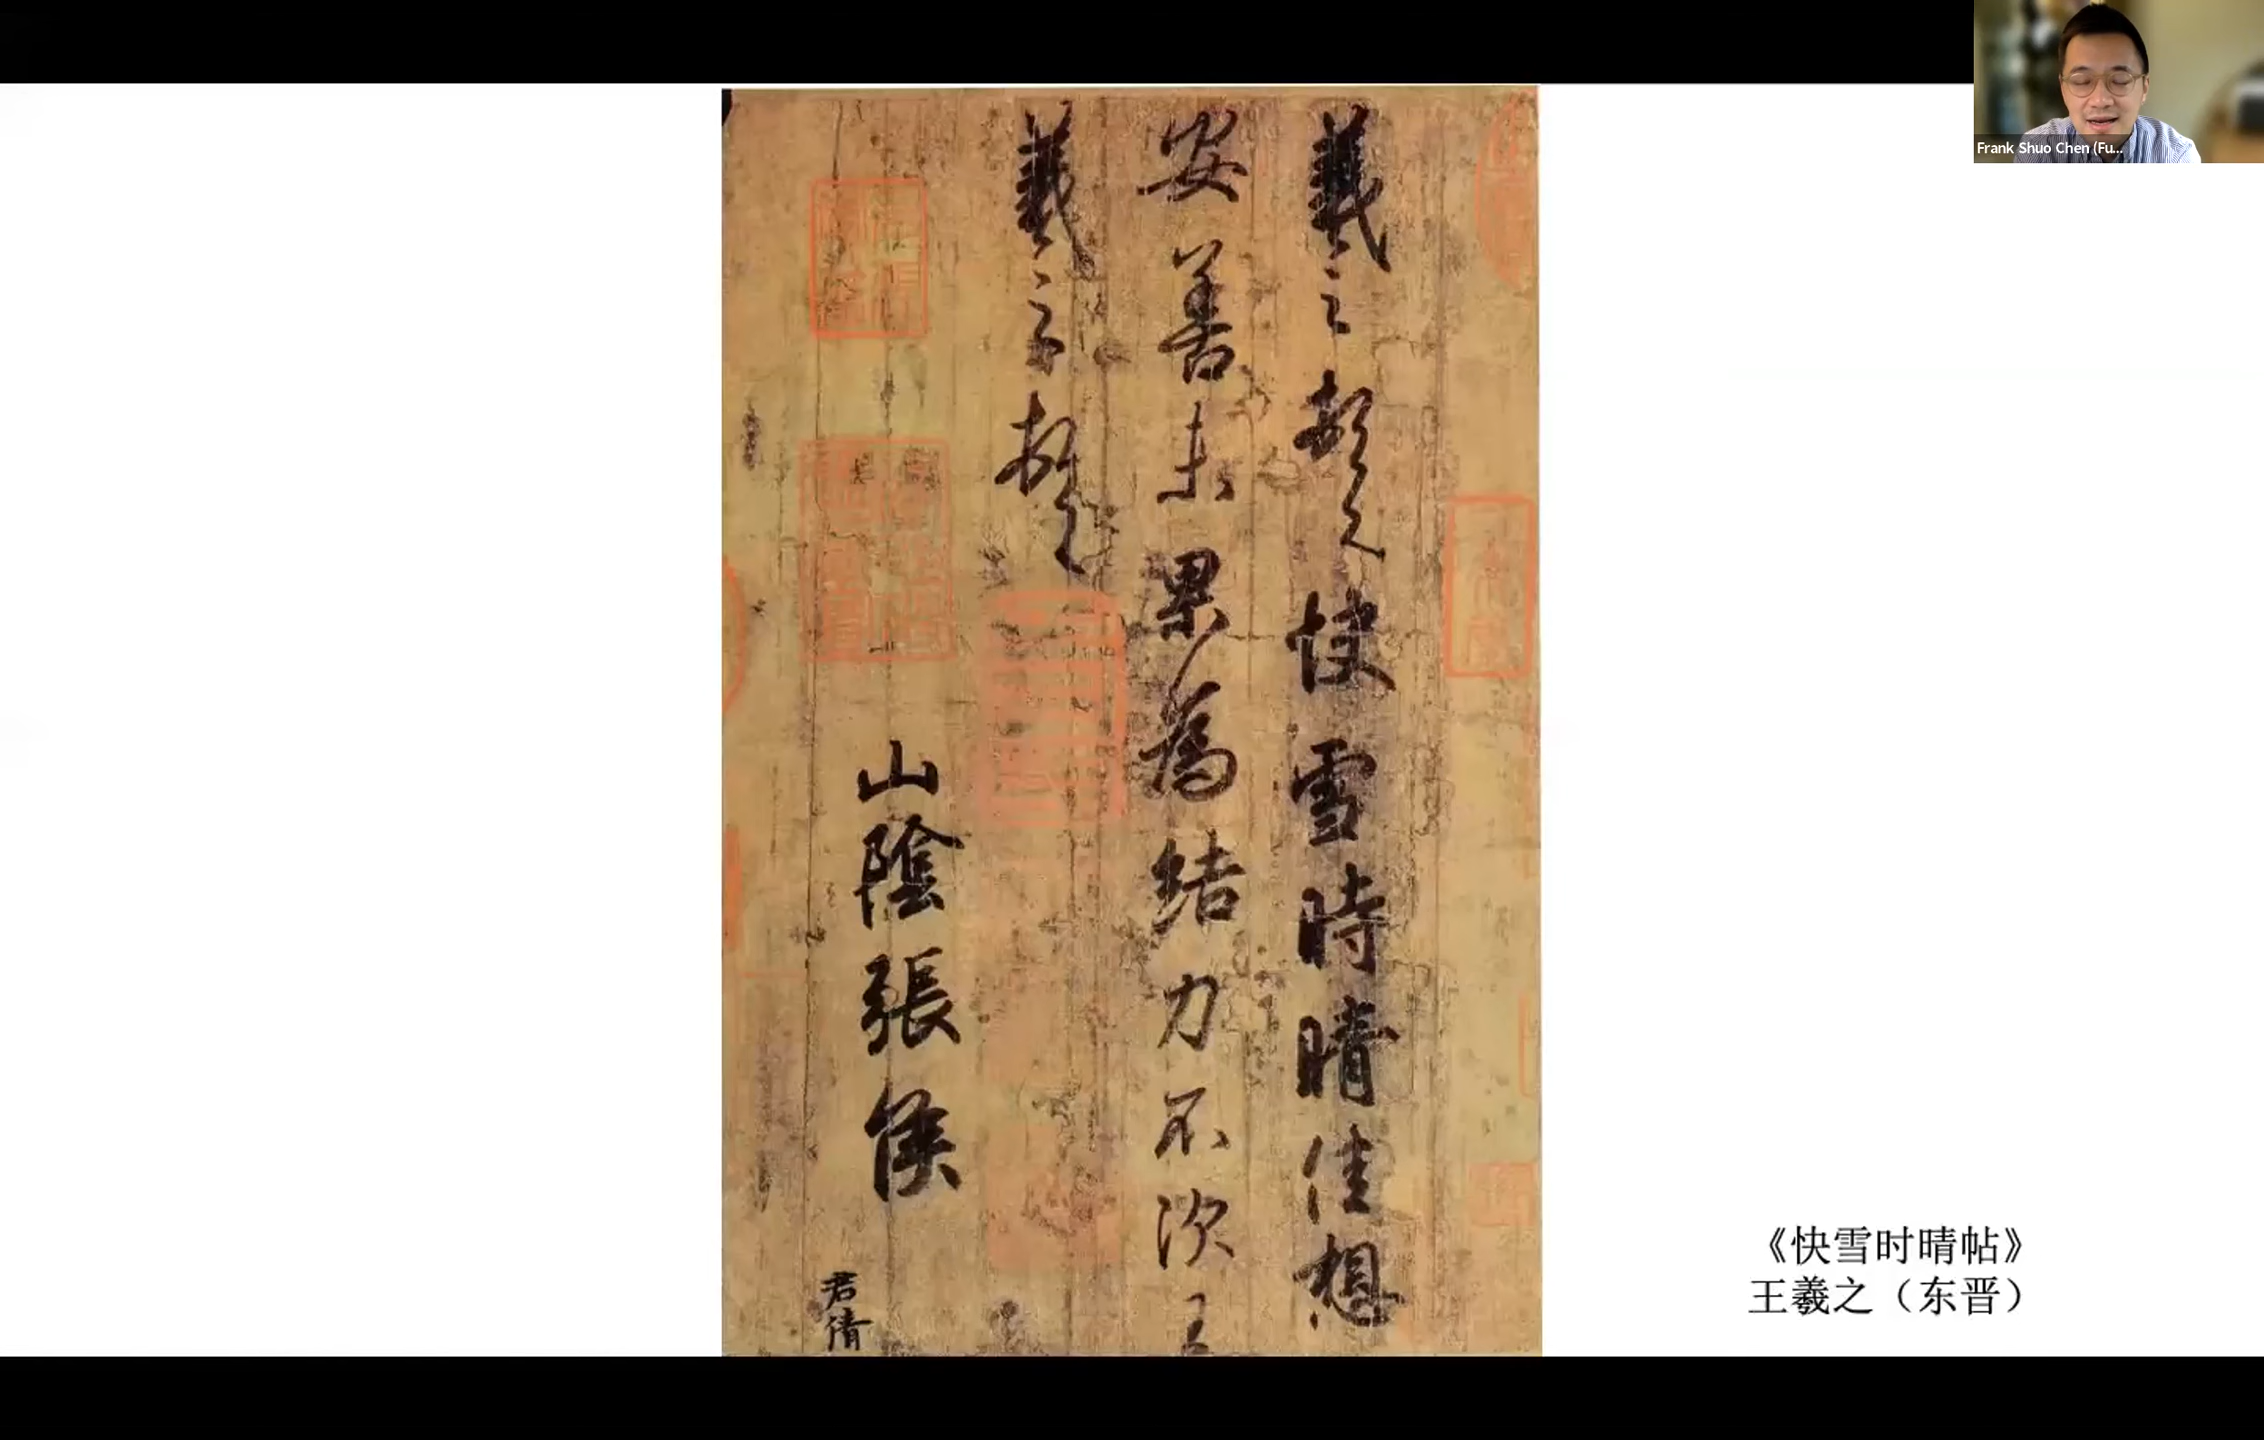 羲之頓首快雪時晴佳想
安善未果為結力不次王
羲之頓首
山陰張侯
君倩
《快雪时晴帖》
王羲之（东晋）
Frank Shuo Chen (Fu...